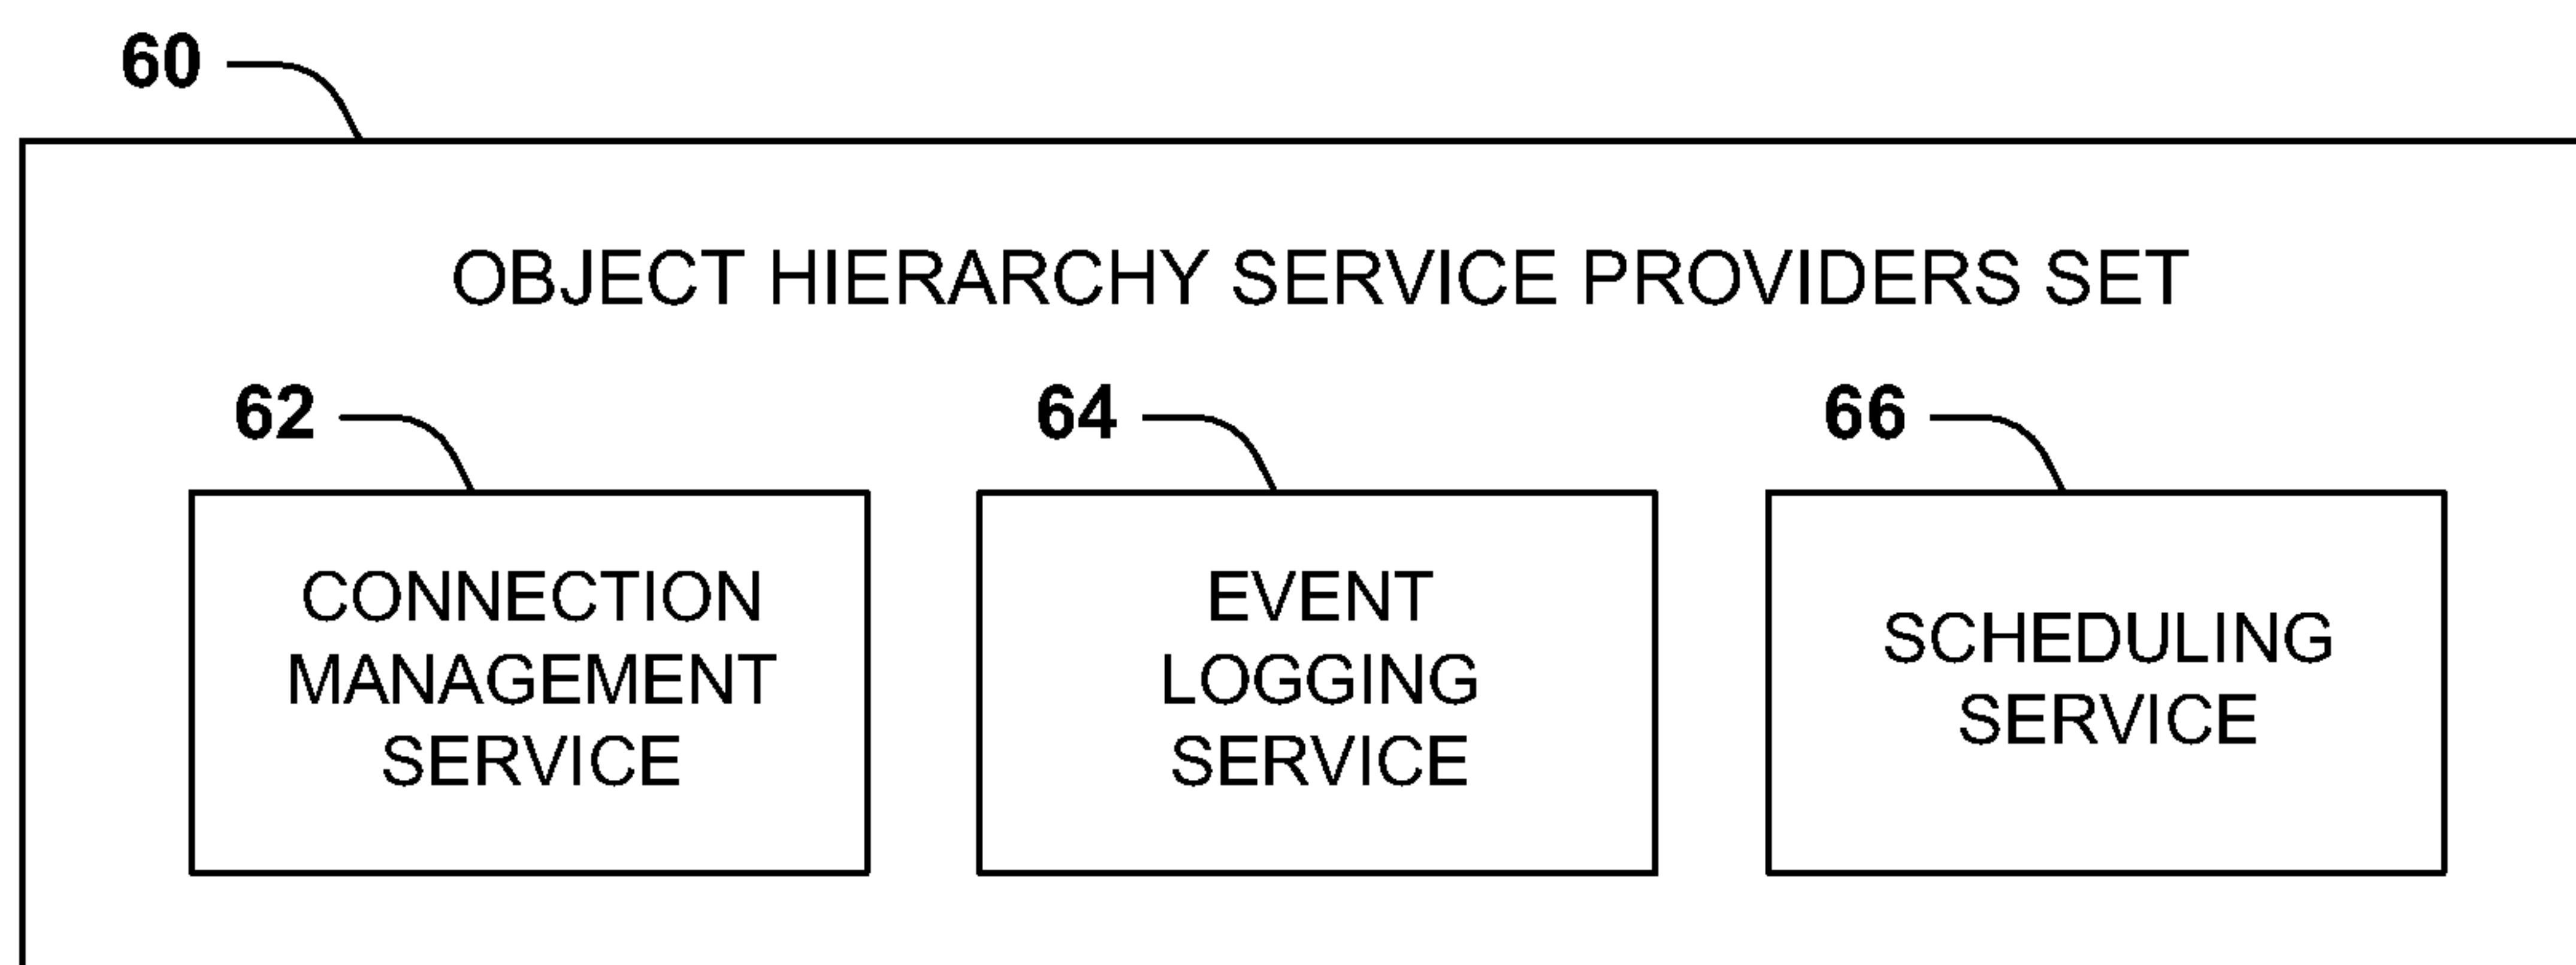 60
OBJECT HIERARCHY SERVICE PROVIDERS SET
62
64
66
CONNECTION
MANAGEMENT
SERVICE
EVENT
LOGGING
SERVICE
SCHEDULING
SERVICE